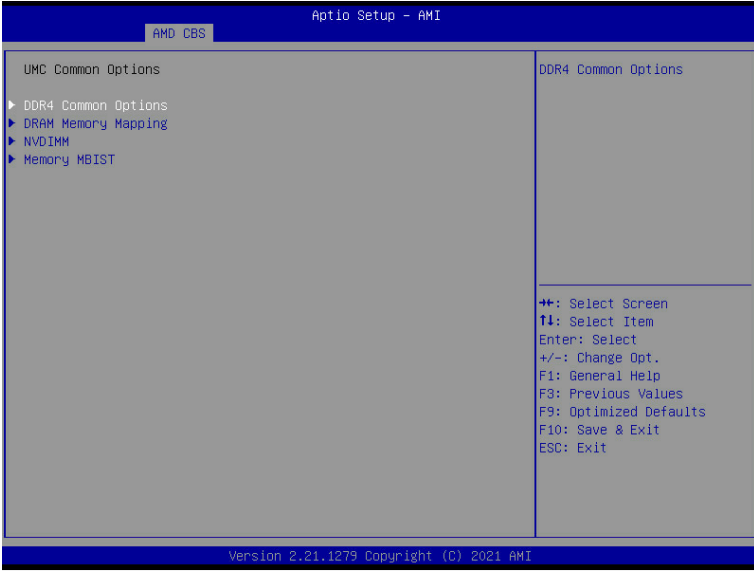 Aptio Setup – AMI
AMD CBS
UMC Common Options
DDR4 Common Options
DRAM Memory Mapping
NVDIMM
Memory MBIST
DDR4 Common Options
→←: Select Screen
↑↓: Select Item
Enter: Select
+/-: Change Opt.
F1: General Help
F3: Previous Values
F9: Optimized Defaults
F10: Save & Exit
ESC: Exit
Version 2.21.1279 Copyright (C) 2021 AMI